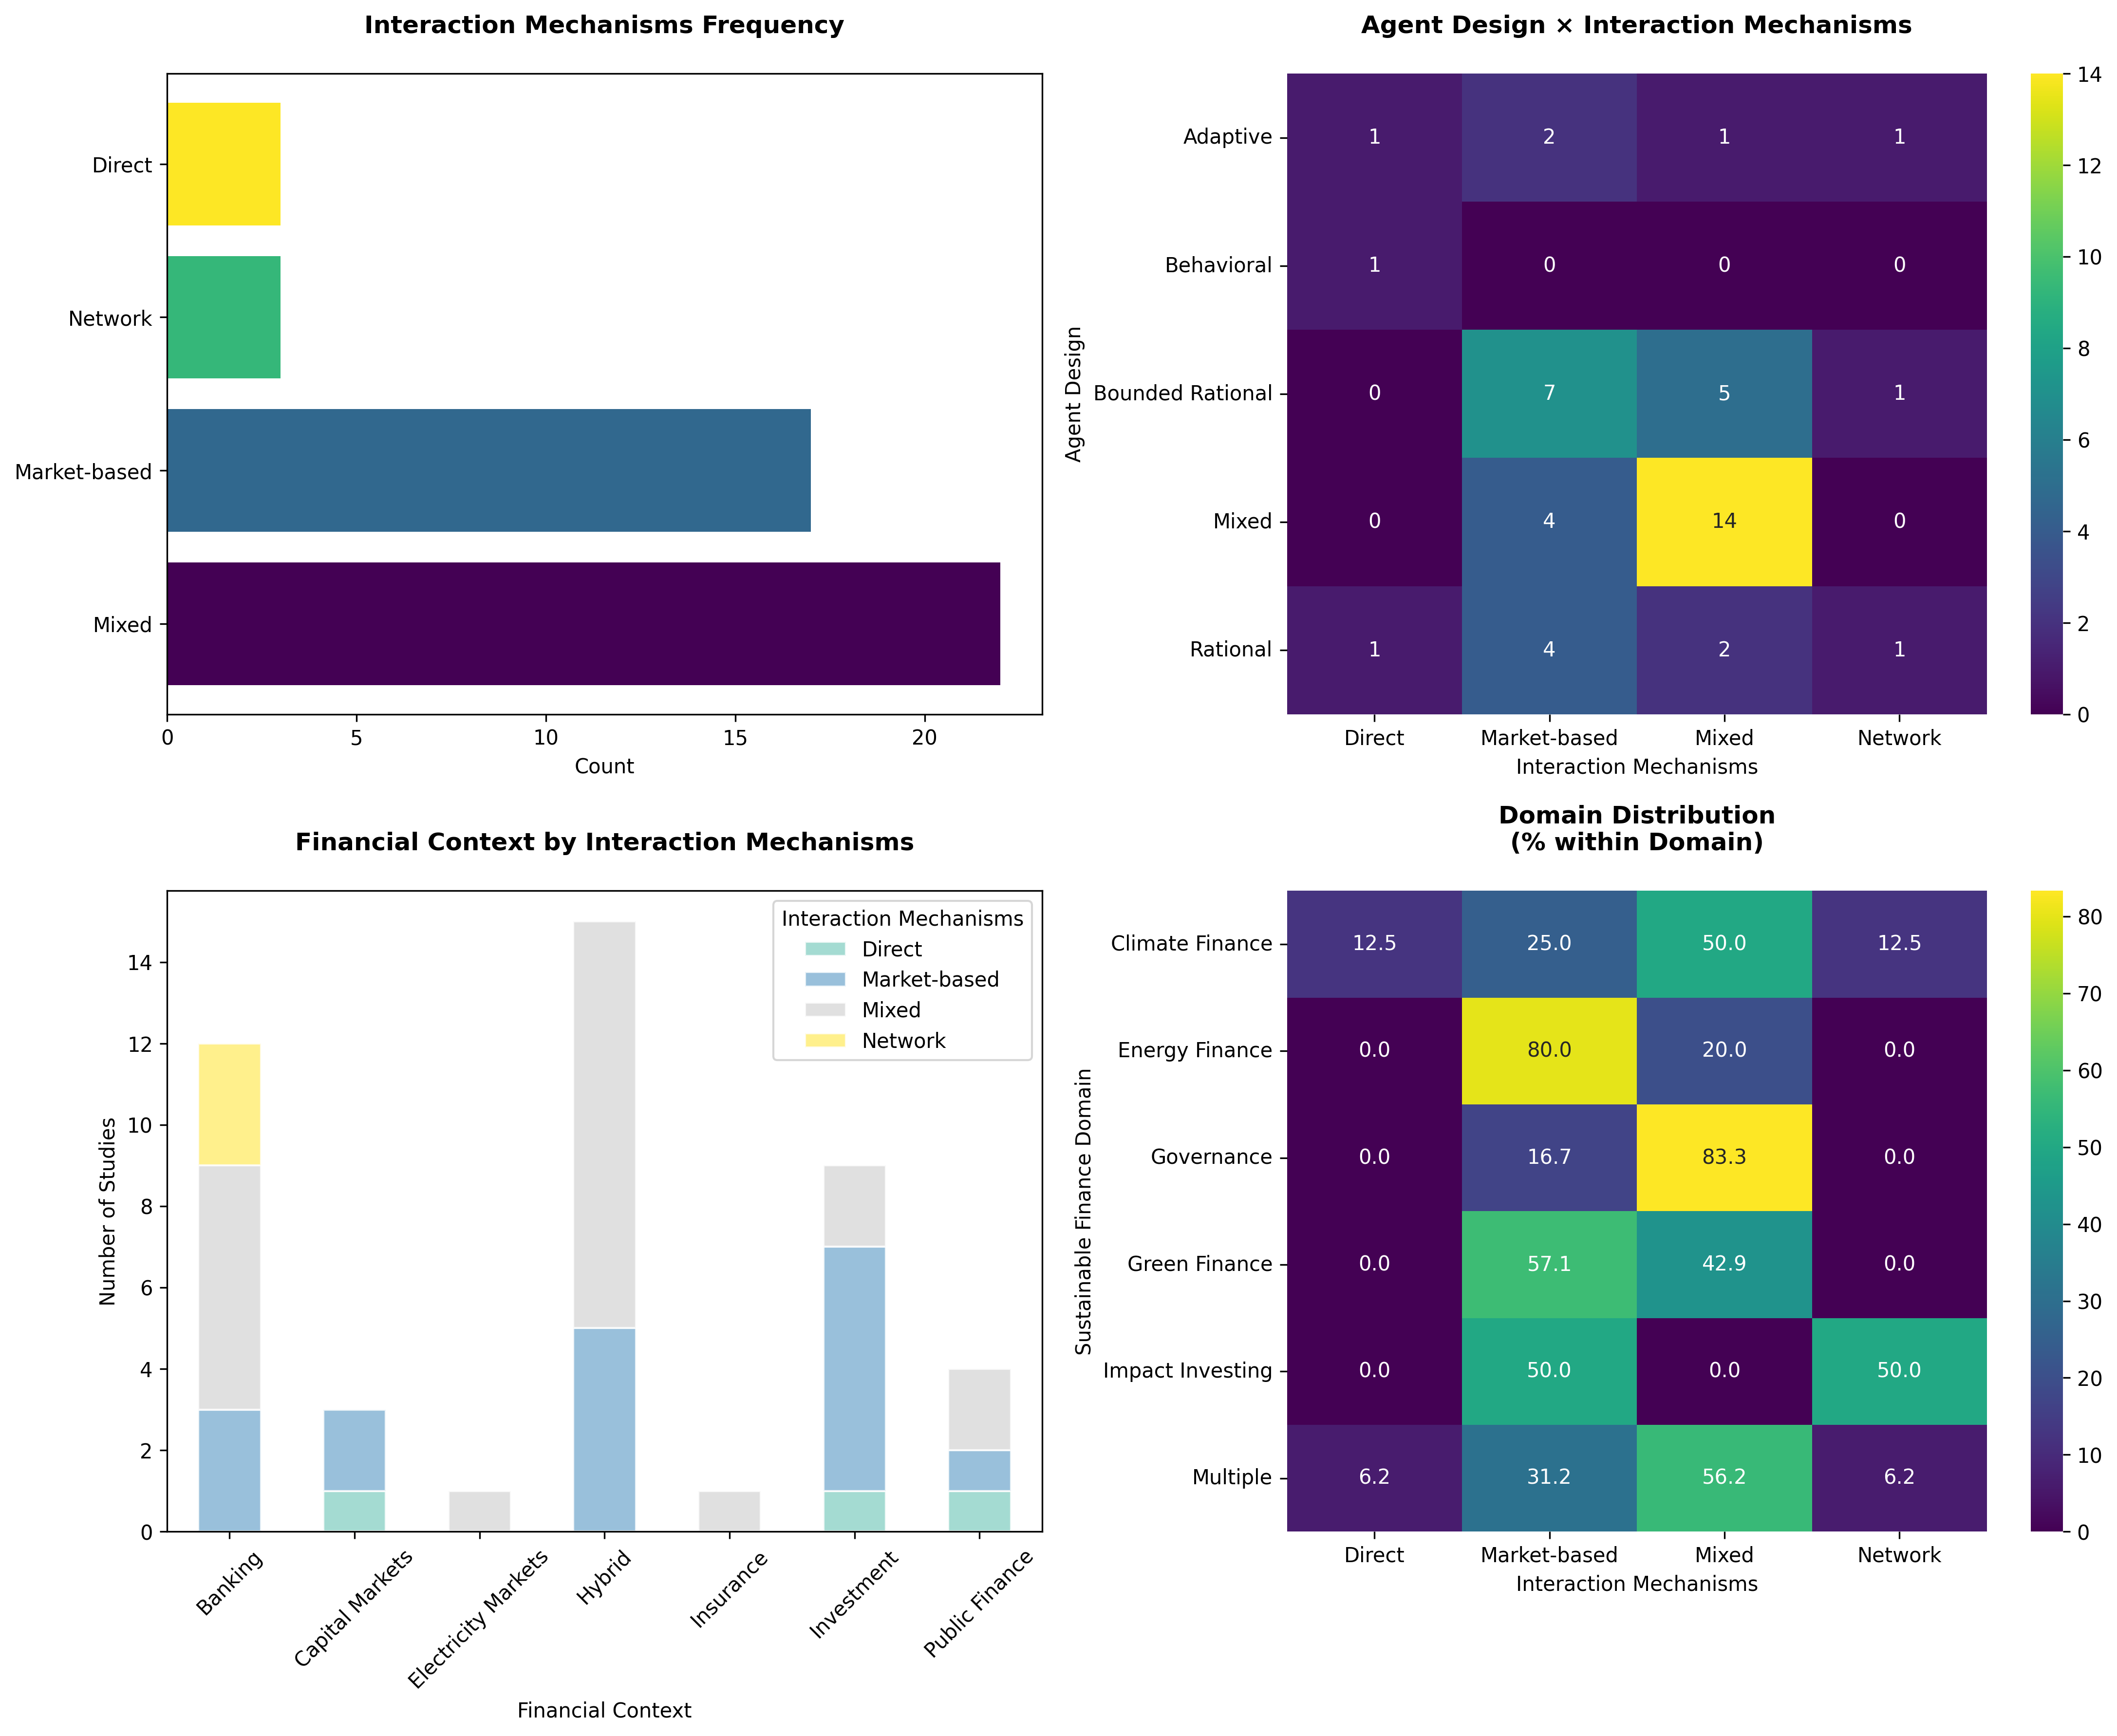 Interaction Mechanisms Frequency
Direct
Network
Market-based
Mixed
0 5 10 15 20
Count
Agent Design × Interaction Mechanisms
Agent Design
Adaptive 1 2 1 1
Behavioral 1 0 0 0
Bounded Rational 0 7 5 1
Mixed 0 4 14 0
Rational 1 4 2 1
Direct Market-based Mixed Network
Interaction Mechanisms
14
12
10
8
6
4
2
0
Financial Context by Interaction Mechanisms
Number of Studies
14
12
10
8
6
4
2
0
Interaction Mechanisms
Direct
Market-based
Mixed
Network
Banking
Capital Markets
Electricity Markets
Hybrid
Insurance
Investment
Public Finance
Financial Context
Domain Distribution
(% within Domain)
Sustainable Finance Domain
Climate Finance 12.5 25.0 50.0 12.5
Energy Finance 0.0 80.0 20.0 0.0
Governance 0.0 16.7 83.3 0.0
Green Finance 0.0 57.1 42.9 0.0
Impact Investing 0.0 50.0 0.0 50.0
Multiple 6.2 31.2 56.2 6.2
Direct Market-based Mixed Network
Interaction Mechanisms
80
70
60
50
40
30
20
10
0